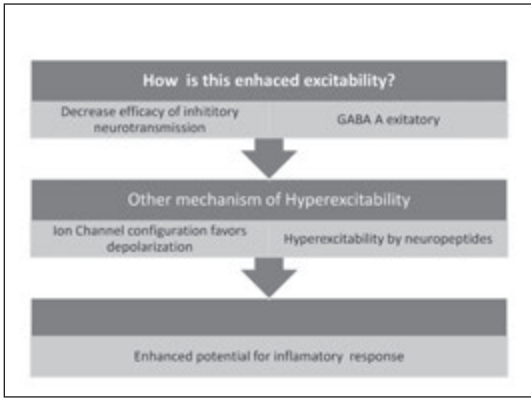 How is this enhaced excitability?
Decrease efficacy of inhititory
neurotransmission
GABA A exitatory
Other mechanism of Hyperexcitability
Ion Channel configuration favors
depolarization
Hyperexcitability by neuropeptides
Enhanced potential for inflamatory response